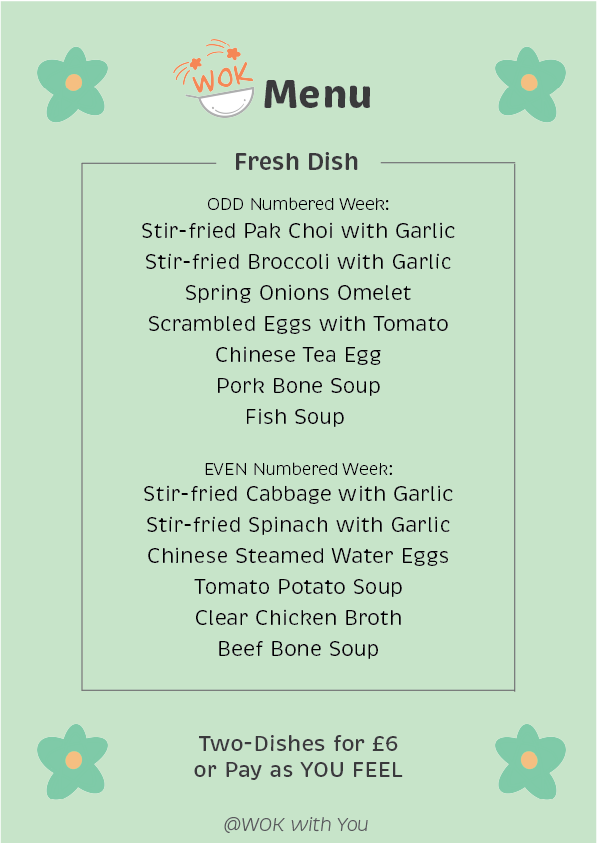 WOK
Menu
Fresh Dish
ODD Numbered Week:
Stir-fried Pak Choi with Garlic
Stir-fried Broccoli with Garlic
Spring Onions Omelet
Scrambled Eggs with Tomato
Chinese Tea Egg
Pork Bone Soup
Fish Soup
EVEN Numbered Week:
Stir-fried Cabbage with Garlic
Stir-fried Spinach with Garlic
Chinese Steamed Water Eggs
Tomato Potato Soup
Clear Chicken Broth
Beef Bone Soup
Two-Dishes for £6
or Pay as YOU FEEL
@WOK with You